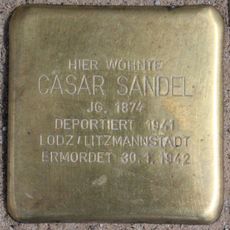 HIER WOHNTE
CÄSAR SANDEL
JG. 1874
DEPORTIERT 1941
LODZ/LITZMANNSTADT
ERMORDET 30.1.1942